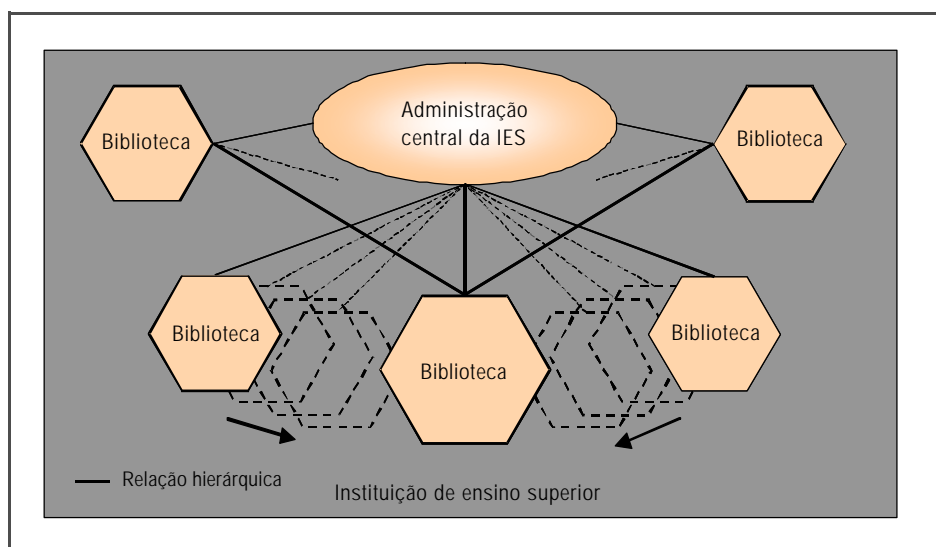 Administração
central da IES
Biblioteca
Biblioteca
Biblioteca
Biblioteca
Biblioteca
Relação hierárquica
Instituição de ensino superior